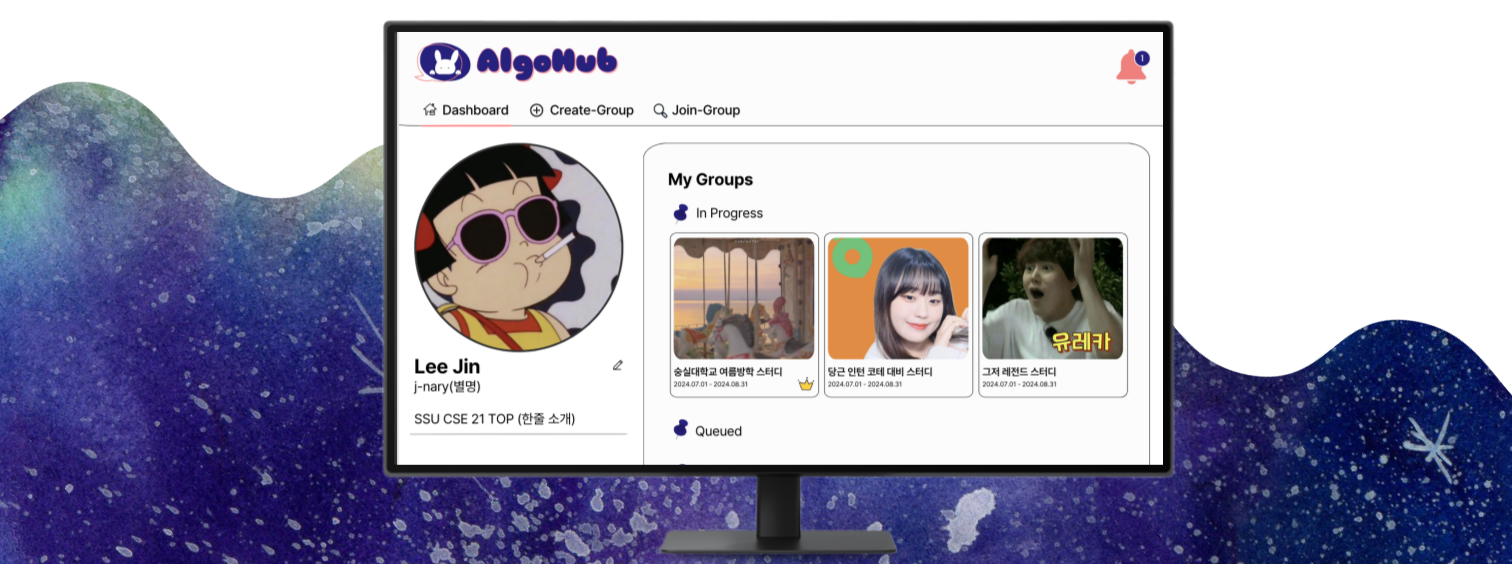 AlgoHub
1
Dashboard
Create-Group
Join-Group
Lee Jin
j-nary(별명)
SSU CSE 21 TOP (한줄 소개)
My Groups
In Progress
숭실대학교 여름방학 스터디
2024.07.01 - 2024.08.31
당근 인턴 코테 대비 스터디
2024.07.01 - 2024.08.31
유레카
그저 레전드 스터디
2024.07.01 - 2024.08.31
Queued